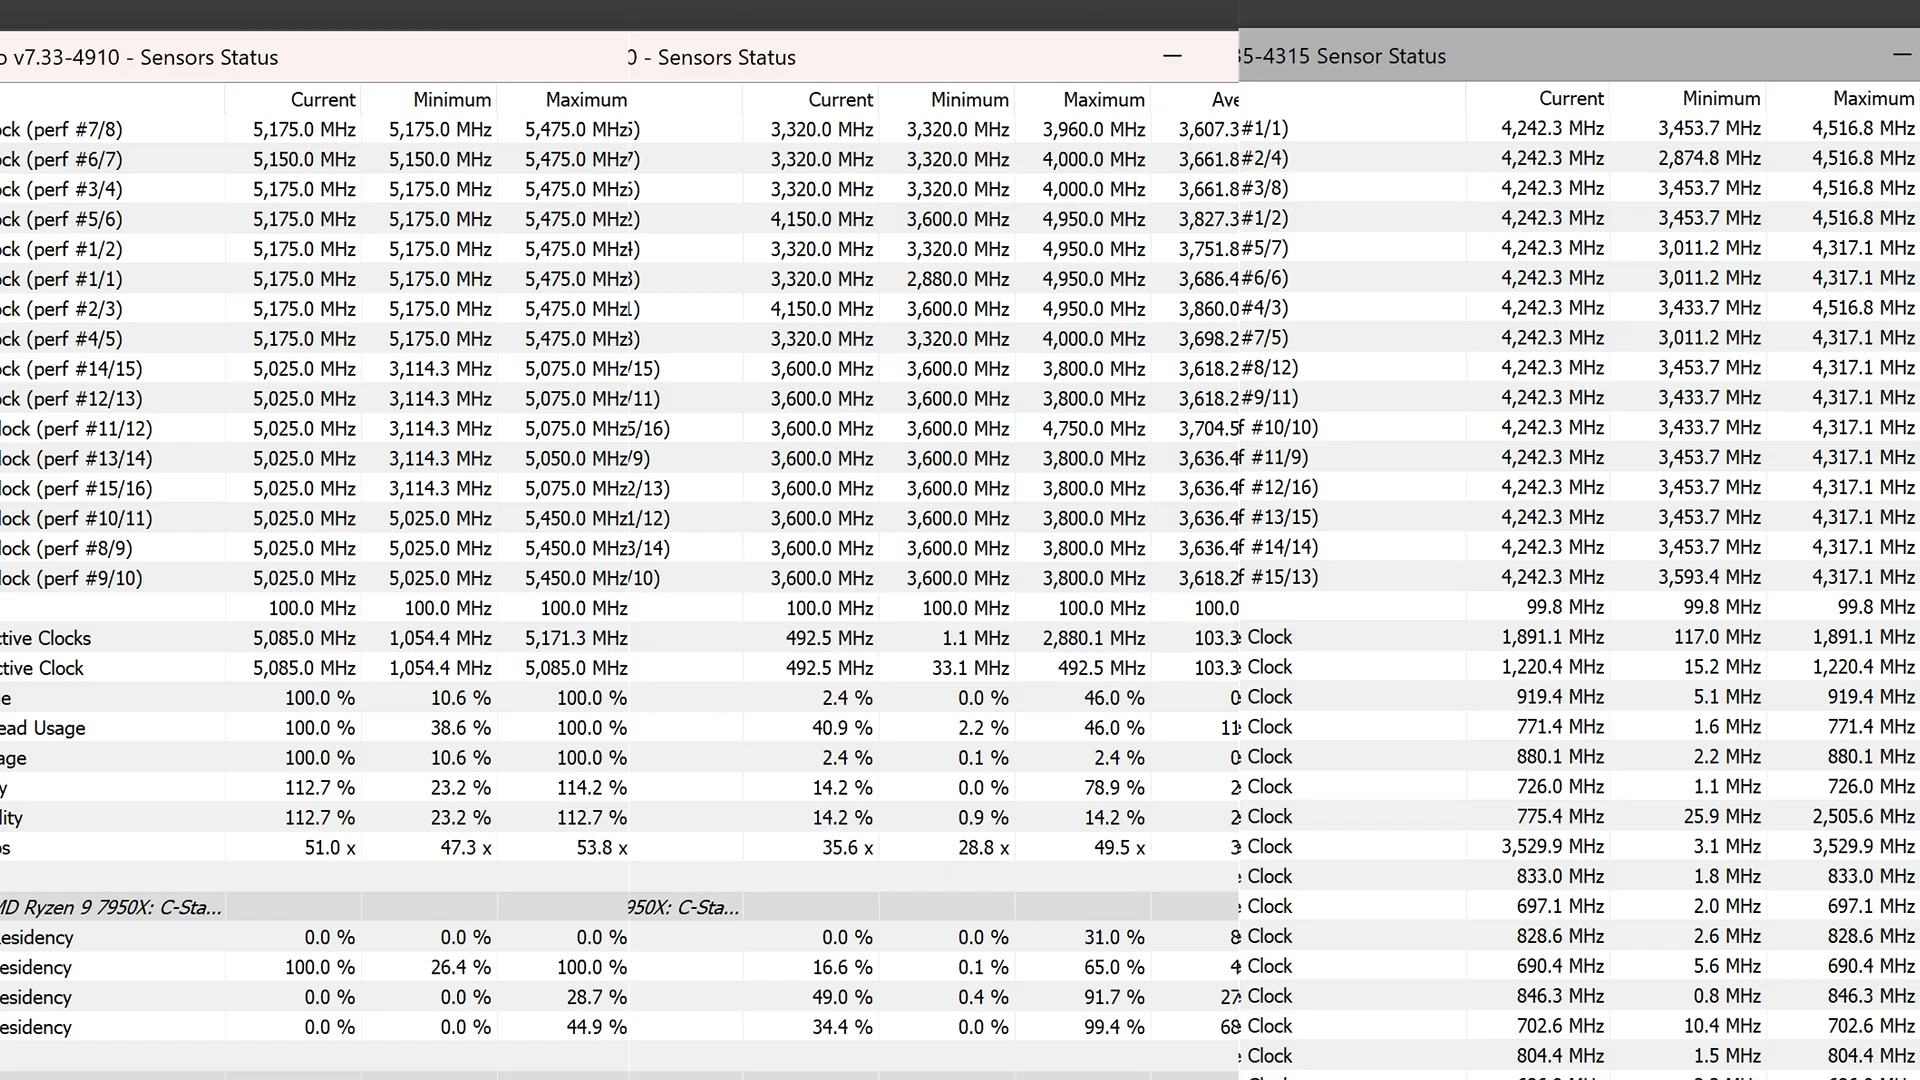 o v7.33-4910 - Sensors Status
Current Minimum Maximum
ock (perf #7/8) 5,175.0 MHz 5,175.0 MHz 5,475.0 MHz
ock (perf #6/7) 5,150.0 MHz 5,150.0 MHz 5,475.0 MHz
ock (perf #3/4) 5,175.0 MHz 5,175.0 MHz 5,475.0 MHz
ock (perf #5/6) 5,175.0 MHz 5,175.0 MHz 5,475.0 MHz
ock (perf #1/2) 5,175.0 MHz 5,175.0 MHz 5,475.0 MHz
ock (perf #1/1) 5,175.0 MHz 5,175.0 MHz 5,475.0 MHz
ock (perf #2/3) 5,175.0 MHz 5,175.0 MHz 5,475.0 MHz
ock (perf #4/5) 5,175.0 MHz 5,175.0 MHz 5,475.0 MHz
ock (perf #14/15) 5,025.0 MHz 3,114.3 MHz 5,075.0 MHz
ock (perf #12/13) 5,025.0 MHz 3,114.3 MHz 5,075.0 MHz
lock (perf #11/12) 5,025.0 MHz 3,114.3 MHz 5,075.0 MHz
lock (perf #13/14) 5,025.0 MHz 3,114.3 MHz 5,050.0 MHz
lock (perf #15/16) 5,025.0 MHz 3,114.3 MHz 5,075.0 MHz
lock (perf #10/11) 5,025.0 MHz 5,025.0 MHz 5,450.0 MHz
lock (perf #8/9) 5,025.0 MHz 5,025.0 MHz 5,450.0 MHz
lock (perf #9/10) 5,025.0 MHz 5,025.0 MHz 5,450.0 MHz
100.0 MHz 100.0 MHz 100.0 MHz
ctive Clocks 5,085.0 MHz 1,054.4 MHz 5,171.3 MHz
ctive Clock 5,085.0 MHz 1,054.4 MHz 5,085.0 MHz
e 100.0 % 10.6 % 100.0 %
ead Usage 100.0 % 38.6 % 100.0 %
age 100.0 % 10.6 % 100.0 %
y 112.7 % 23.2 % 114.2 %
lity 112.7 % 23.2 % 112.7 %
os 51.0 x 47.3 x 53.8 x
MD Ryzen 9 7950X: C-Sta...
esidency 0.0 % 0.0 % 0.0 %
esidency 100.0 % 26.4 % 100.0 %
esidency 0.0 % 0.0 % 28.7 %
esidency 0.0 % 0.0 % 44.9 %
0 - Sensors Status
Current Minimum Maximum Ave
3,320.0 MHz 3,320.0 MHz 3,960.0 MHz 3,607.3
3,320.0 MHz 3,320.0 MHz 4,000.0 MHz 3,661.8
3,320.0 MHz 3,320.0 MHz 4,000.0 MHz 3,661.8
4,150.0 MHz 3,600.0 MHz 4,950.0 MHz 3,827.3
3,320.0 MHz 3,320.0 MHz 4,950.0 MHz 3,751.8
3,320.0 MHz 2,880.0 MHz 4,950.0 MHz 3,686.4
4,150.0 MHz 3,600.0 MHz 4,950.0 MHz 3,860.0
3,320.0 MHz 3,320.0 MHz 4,000.0 MHz 3,698.2
/15) 3,600.0 MHz 3,600.0 MHz 3,800.0 MHz 3,618.2
/11) 3,600.0 MHz 3,600.0 MHz 3,800.0 MHz 3,618.2
5/16) 3,600.0 MHz 3,600.0 MHz 4,750.0 MHz 3,704.5
/9) 3,600.0 MHz 3,600.0 MHz 3,800.0 MHz 3,636.4
2/13) 3,600.0 MHz 3,600.0 MHz 3,800.0 MHz 3,636.4
1/12) 3,600.0 MHz 3,600.0 MHz 3,800.0 MHz 3,636.4
3/14) 3,600.0 MHz 3,600.0 MHz 3,800.0 MHz 3,636.4
/10) 3,600.0 MHz 3,600.0 MHz 3,800.0 MHz 3,618.2
100.0 MHz 100.0 MHz 100.0 MHz 100.0
492.5 MHz 1.1 MHz 2,880.1 MHz 103.3
492.5 MHz 33.1 MHz 492.5 MHz 103.3
2.4 % 0.0 % 46.0 % 0
40.9 % 2.2 % 46.0 % 11
2.4 % 0.1 % 2.4 % 0
14.2 % 0.0 % 78.9 % 2
14.2 % 0.9 % 14.2 % 2
35.6 x 28.8 x 49.5 x 3
950X: C-Sta...
0.0 % 0.0 % 31.0 % 8
16.6 % 0.1 % 65.0 % 4
49.0 % 0.4 % 91.7 % 27
34.4 % 0.0 % 99.4 % 68
35-4315 Sensor Status
Current Minimum Maximum
#1/1) 4,242.3 MHz 3,453.7 MHz 4,516.8 MHz
#2/4) 4,242.3 MHz 2,874.8 MHz 4,516.8 MHz
#3/8) 4,242.3 MHz 3,453.7 MHz 4,516.8 MHz
#1/2) 4,242.3 MHz 3,453.7 MHz 4,516.8 MHz
#5/7) 4,242.3 MHz 3,011.2 MHz 4,317.1 MHz
#6/6) 4,242.3 MHz 3,011.2 MHz 4,317.1 MHz
#4/3) 4,242.3 MHz 3,433.7 MHz 4,516.8 MHz
#7/5) 4,242.3 MHz 3,011.2 MHz 4,317.1 MHz
#8/12) 4,242.3 MHz 3,453.7 MHz 4,317.1 MHz
#9/11) 4,242.3 MHz 3,433.7 MHz 4,317.1 MHz
f #10/10) 4,242.3 MHz 3,433.7 MHz 4,317.1 MHz
f #11/9) 4,242.3 MHz 3,453.7 MHz 4,317.1 MHz
f #12/16) 4,242.3 MHz 3,453.7 MHz 4,317.1 MHz
f #13/15) 4,242.3 MHz 3,453.7 MHz 4,317.1 MHz
f #14/14) 4,242.3 MHz 3,453.7 MHz 4,317.1 MHz
f #15/13) 4,242.3 MHz 3,593.4 MHz 4,317.1 MHz
99.8 MHz 99.8 MHz 99.8 MHz
Clock 1,891.1 MHz 117.0 MHz 1,891.1 MHz
Clock 1,220.4 MHz 15.2 MHz 1,220.4 MHz
Clock 919.4 MHz 5.1 MHz 919.4 MHz
Clock 771.4 MHz 1.6 MHz 771.4 MHz
Clock 880.1 MHz 2.2 MHz 880.1 MHz
Clock 726.0 MHz 1.1 MHz 726.0 MHz
Clock 775.4 MHz 25.9 MHz 2,505.6 MHz
Clock 3,529.9 MHz 3.1 MHz 3,529.9 MHz
Clock 833.0 MHz 1.8 MHz 833.0 MHz
Clock 697.1 MHz 2.0 MHz 697.1 MHz
Clock 828.6 MHz 2.6 MHz 828.6 MHz
Clock 690.4 MHz 5.6 MHz 690.4 MHz
Clock 846.3 MHz 0.8 MHz 846.3 MHz
Clock 702.6 MHz 10.4 MHz 702.6 MHz
Clock 804.4 MHz 1.5 MHz 804.4 MHz